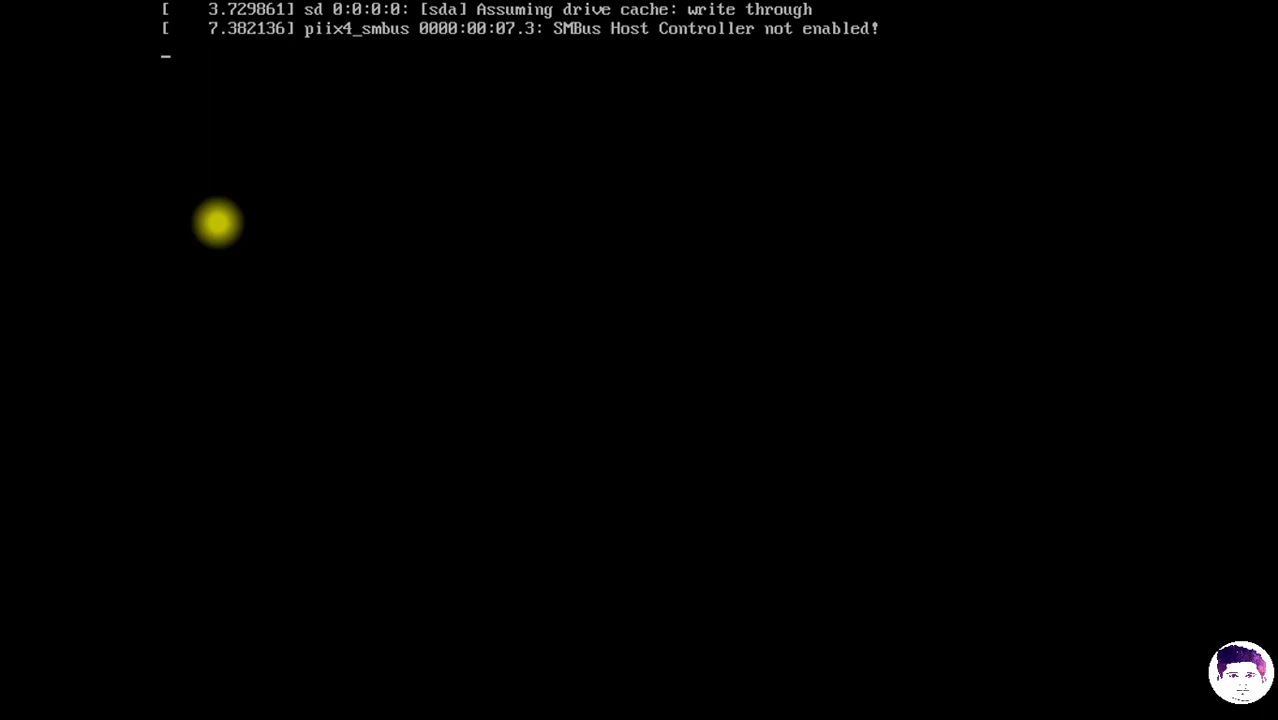 [    3.729861] sd 0:0:0:0: [sda] Assuming drive cache: write through
[    7.382136] piix4_smbus 0000:00:07.3: SMBus Host Controller not enabled!